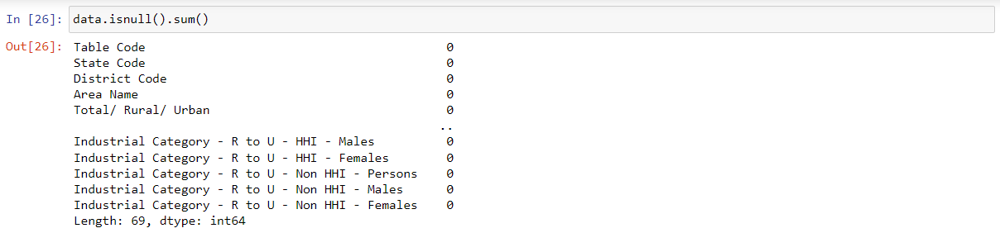 In [26]: data.isnull().sum()
Out[26]: Table Code 0
State Code 0
District Code 0
Area Name 0
Total/ Rural/ Urban 0
..
Industrial Category - R to U - HHI - Males 0
Industrial Category - R to U - HHI - Females 0
Industrial Category - R to U - Non HHI - Persons 0
Industrial Category - R to U - Non HHI - Males 0
Industrial Category - R to U - Non HHI - Females 0
Length: 69, dtype: int64